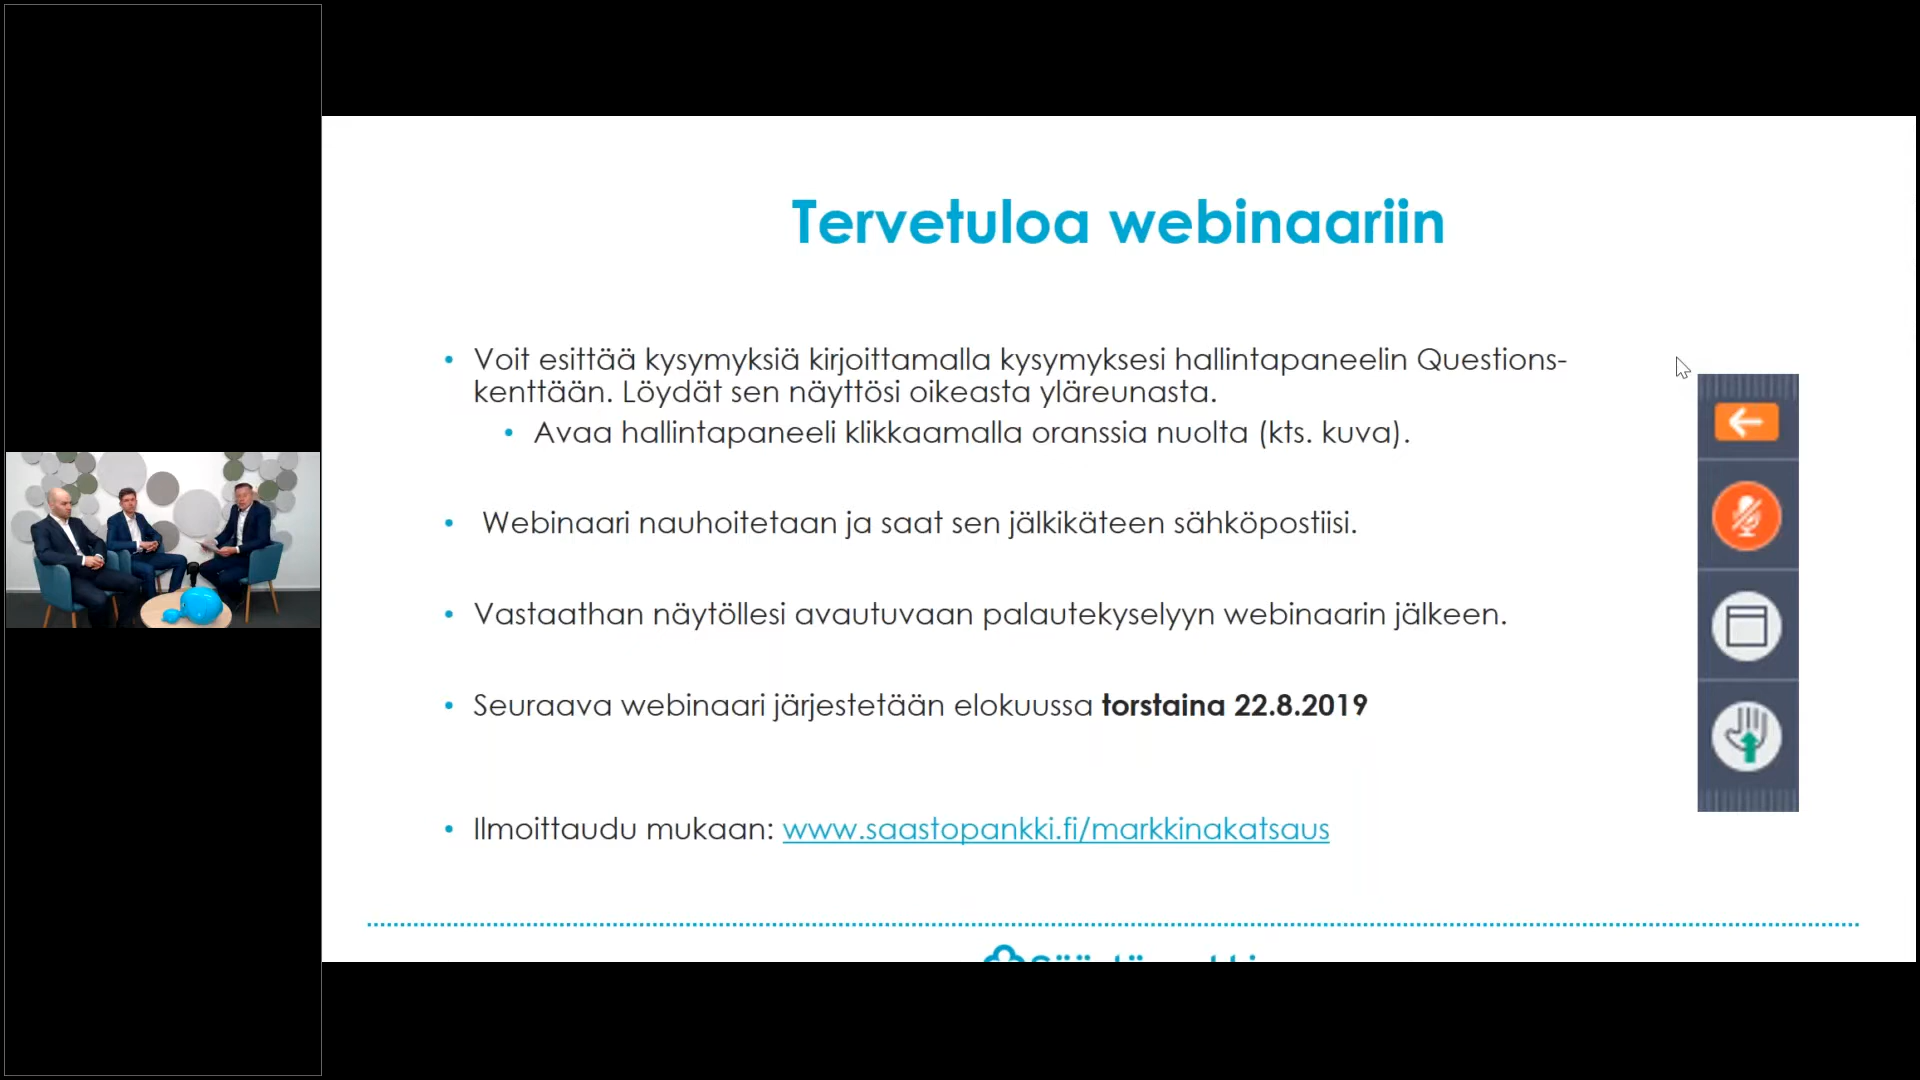 Tervetuloa webinaariin
• Voit esittää kysymyksiä kirjoittamalla kysymyksesi hallintapaneelin Questions-
kenttään. Löydät sen näyttösi oikeasta yläreunasta.
• Avaa hallintapaneeli klikkaamalla oranssia nuolta (kts. kuva).
• Webinaari nauhoitetaan ja saat sen jälkikäteen sähköpostiisi.
• Vastaathan näytöllesi avautuvaan palautekyselyyn webinaarin jälkeen.
• Seuraava webinaari järjestetään elokuussa torstaina 22.8.2019
• Ilmoittaudu mukaan: www.saastopankki.fi/markkinakatsaus